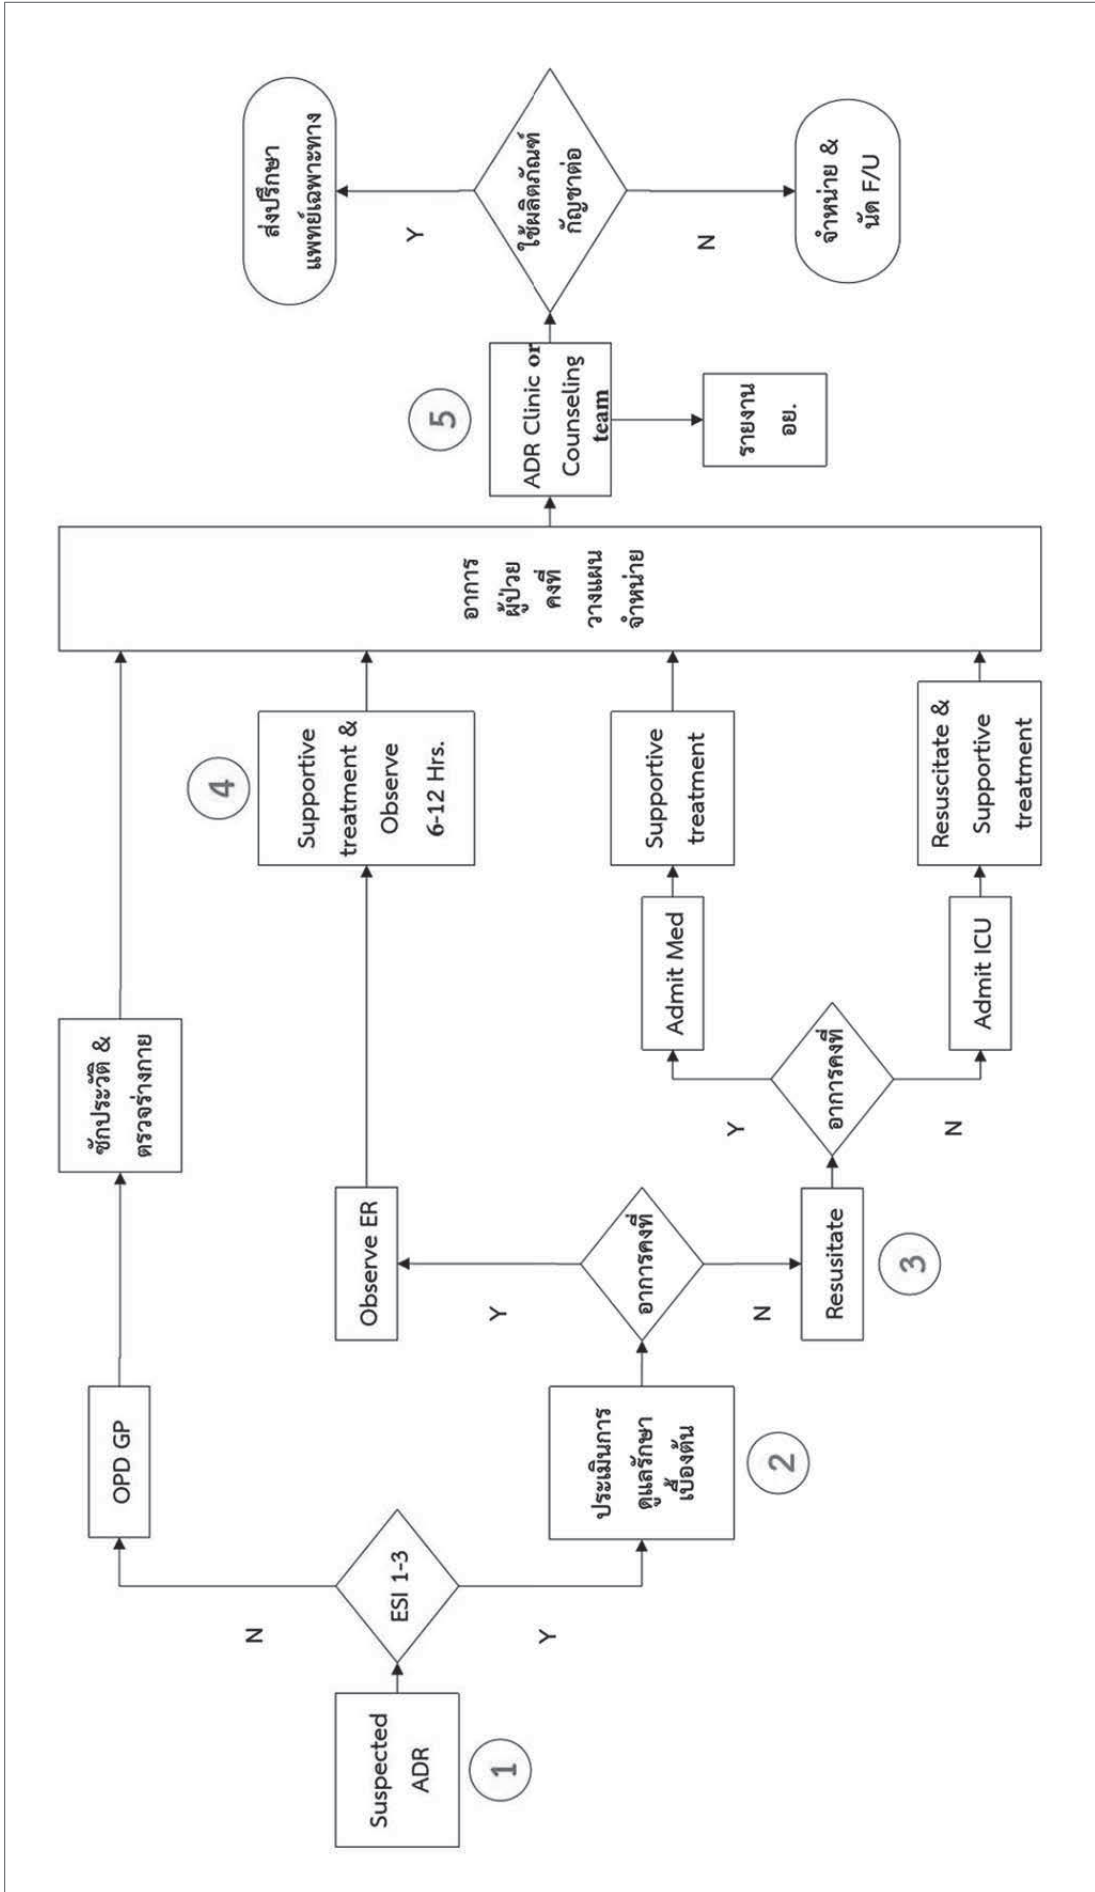 Suspected
ADR
1
ESI 1-3
N
Y
OPD GP
ซักประวัติ &
ตรวจร่างกาย
ประเมินการ
ดูแลรักษา
เบื้องต้น
2
อาการคงที่
Y
N
Observe ER
Supportive
treatment &
Observe
6-12 Hrs.
4
Resusitate
3
อาการคงที่
Y
N
Admit Med
Supportive
treatment
Admit ICU
Resuscitate &
Supportive
treatment
อาการ
ผู้ป่วย
คงที่
วางแผน
จำหน่าย
5
ADR Clinic or
Counseling
team
รายงาน
อย.
ใช้ผลิตภัณฑ์
กัญชาต่อ
Y
N
ส่งปรึกษา
แพทย์เฉพาะทาง
จำหน่าย &
นัด F/U